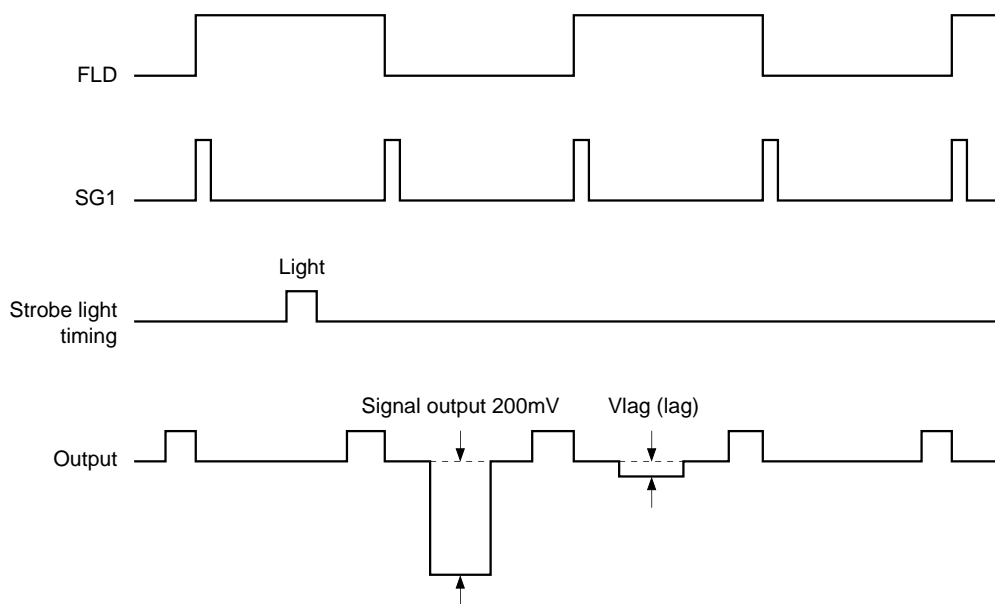 FLD
SG1
Light
Strobe light
timing
Signal output 200mV
Vlag (lag)
Output